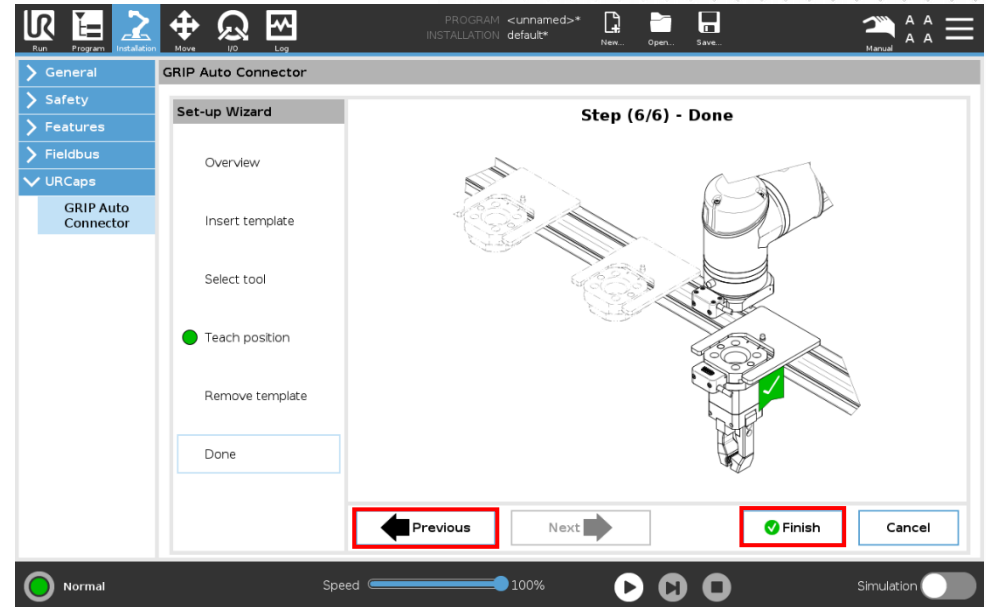 UR
PROGRAM <unnamed>*
INSTALLATION default*
Run
Program
Installation
Move
I/O
Log
New...
Open...
Save...
Manual
A A
A A
General
Safety
Features
Fieldbus
URCaps
GRIP Auto
Connector
GRIP Auto Connector
Set-up Wizard
Overview
Insert template
Select tool
Teach position
Remove template
Done
Step (6/6) - Done
Previous
Next
Finish
Cancel
Normal
Speed
100%
Simulation